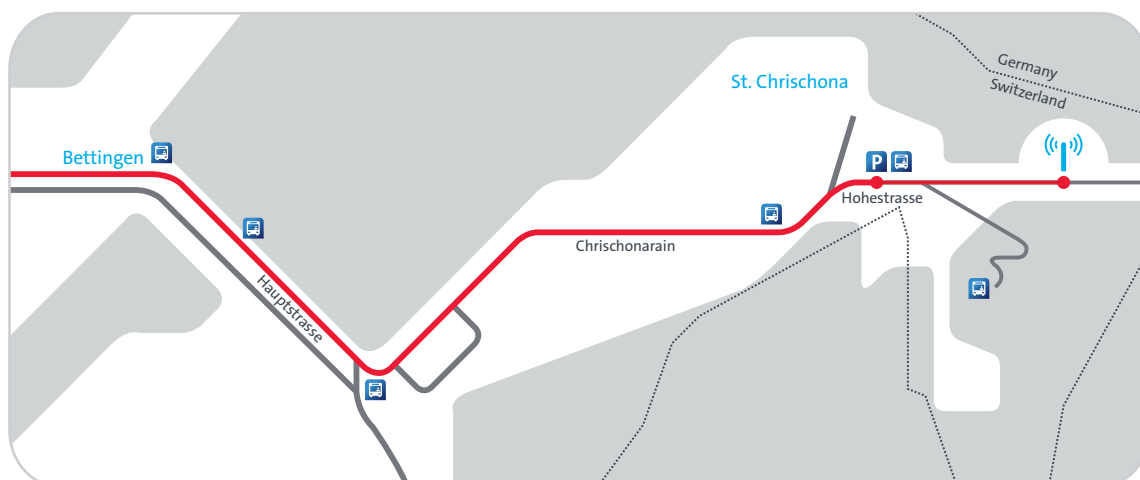 Germany
Switzerland
St. Chrischona
Bettingen
P
Hohestrasse
Chrischonarain
Hauptstrasse